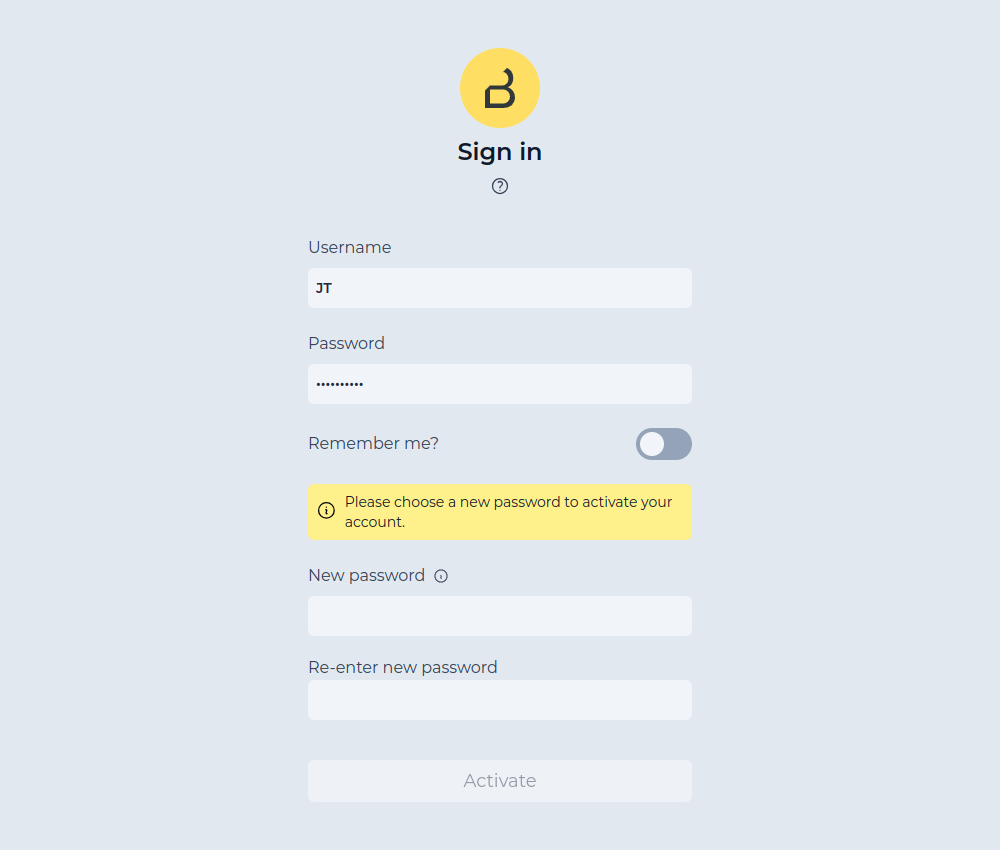 Sign in
Username
JT
Password
••••••••••
Remember me?
Please choose a new password to activate your
account.
New password
Re-enter new password
Activate